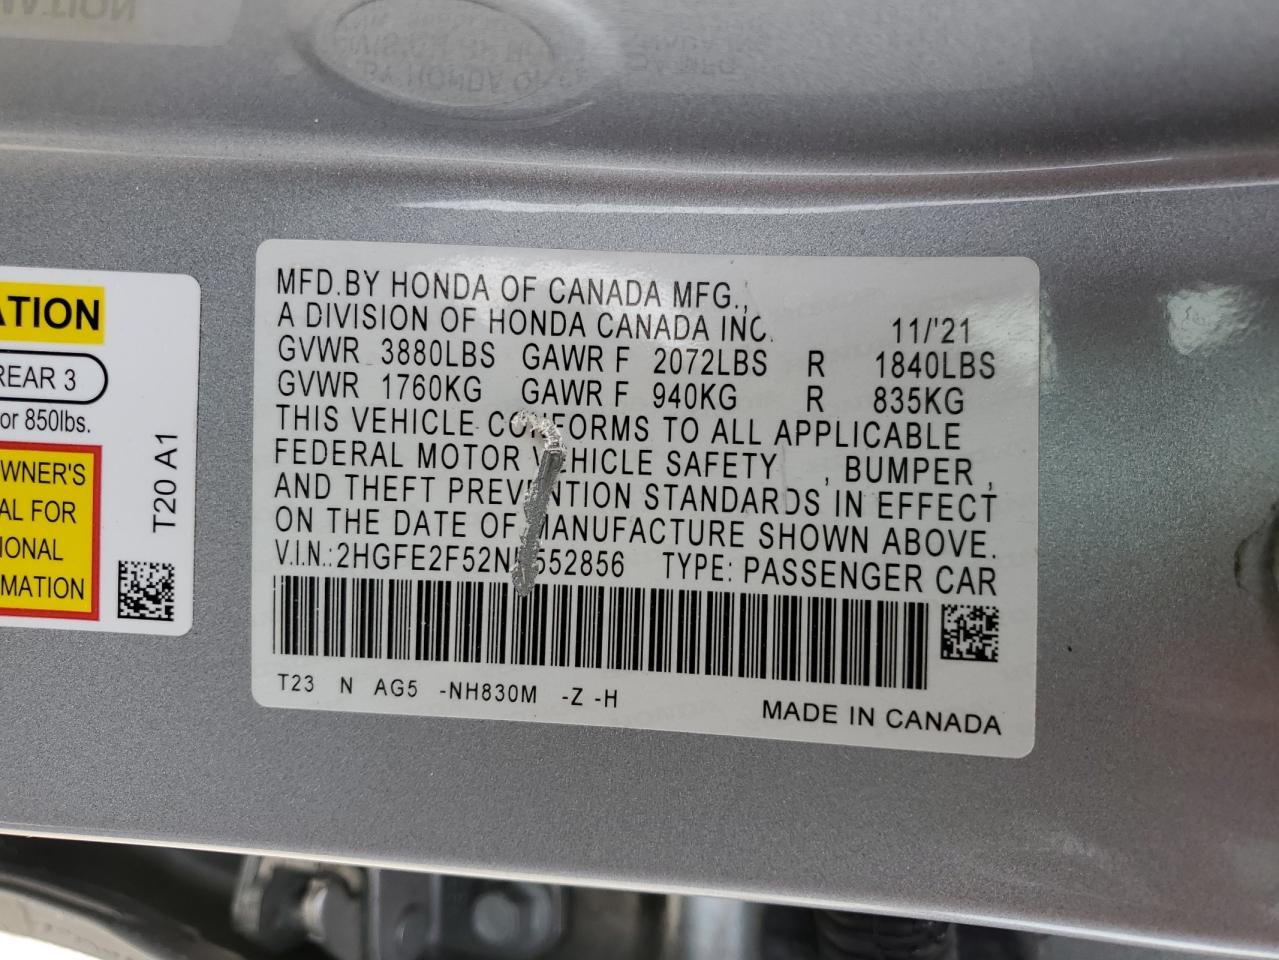 ATION
REAR 3
or 850lbs.
OWNER'S
AL FOR
IONAL
MATION
T20 A1
MFD.BY HONDA OF CANADA MFG.,
A DIVISION OF HONDA CANADA INC. 11/'21
GVWR 3880LBS GAWR F 2072LBS R 1840LBS
GVWR 1760KG GAWR F 940KG R 835KG
THIS VEHICLE CONFORMS TO ALL APPLICABLE
FEDERAL MOTOR VEHICLE SAFETY , BUMPER ,
AND THEFT PREVENTION STANDARDS IN EFFECT
ON THE DATE OF MANUFACTURE SHOWN ABOVE.
V.I.N.: TYPE: PASSENGER CAR
T23 N AG5 -NH830M -Z -H
MADE IN CANADA